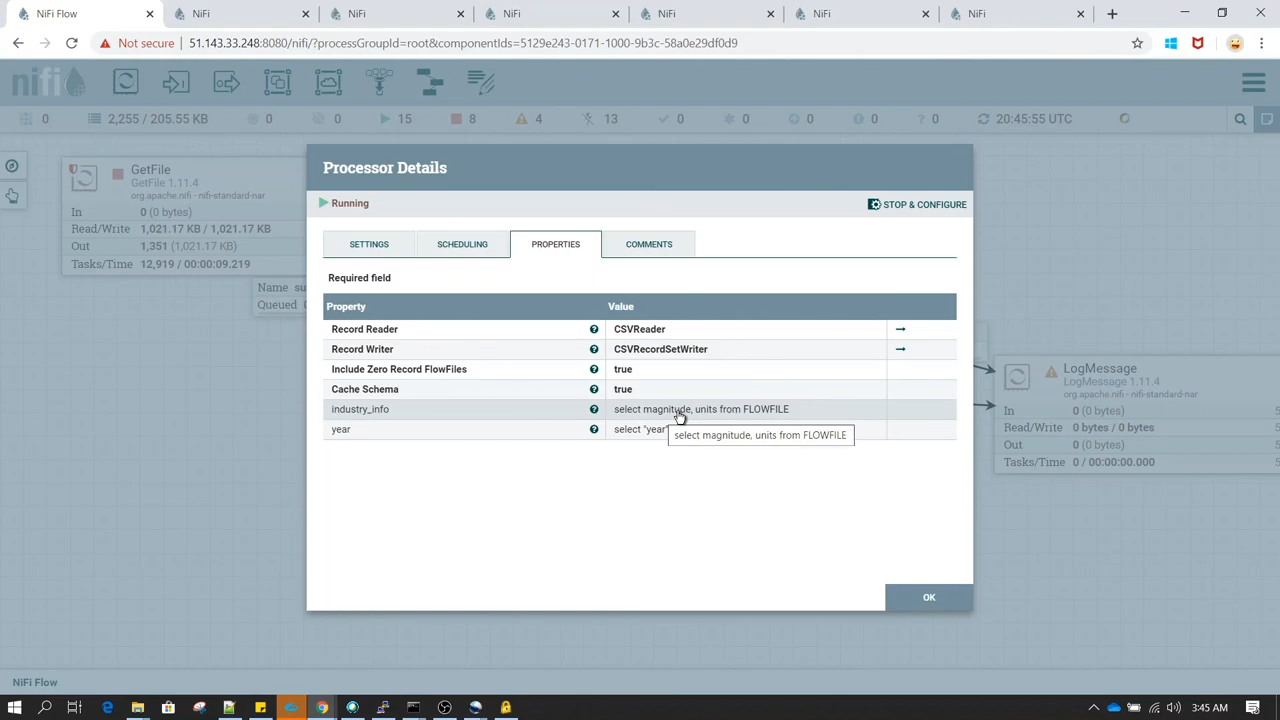 NiFi Flow
NiFi
NiFi
NiFi
NiFi
NiFi
NiFi
Not secure
51.143.33.248:8080/nifi/?processGroupId=root&componentIds=5129e243-0171-1000-9b3c-58a0e29df0d9
nifi
0
2,255 / 205.55 KB
0
0
15
8
4
13
0
0
0
0
0
20:45:55 UTC
GetFile
GetFile 1.11.4
org.apache.nifi - nifi-standard-nar
In 0 (0 bytes)
Read/Write 1,021.17 KB / 1,021.17 KB
Out 1,351 (1,021.17 KB)
Tasks/Time 12,919 / 00:00:09.219
Name su
Queued
Processor Details
Running
STOP & CONFIGURE
SETTINGS
SCHEDULING
PROPERTIES
COMMENTS
Required field
Property Value
Record Reader CSVReader
Record Writer CSVRecordSetWriter
Include Zero Record FlowFiles true
Cache Schema true
industry_info select magnitude, units from FLOWFILE
year select "year"
select magnitude, units from FLOWFILE
OK
LogMessage
LogMessage 1.11.4
org.apache.nifi - nifi-standard-nar
In 0 (0 bytes) 5
Read/Write 0 bytes / 0 bytes 5
Out 0 (0 bytes) 5
Tasks/Time 0 / 00:00:00.000 5
NiFi Flow
3:45 AM